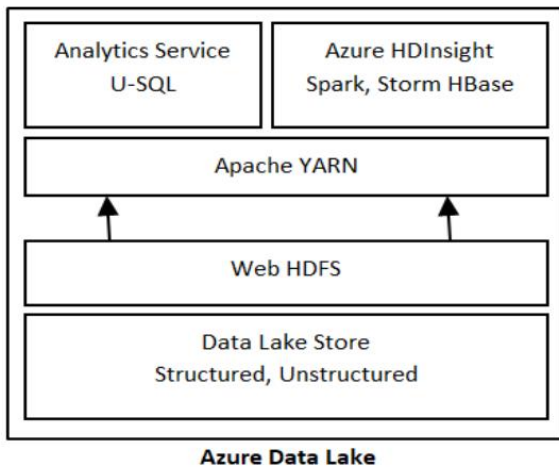 Analytics Service
U-SQL
Azure HDInsight
Spark, Storm HBase
Apache YARN
Web HDFS
Data Lake Store
Structured, Unstructured
Azure Data Lake